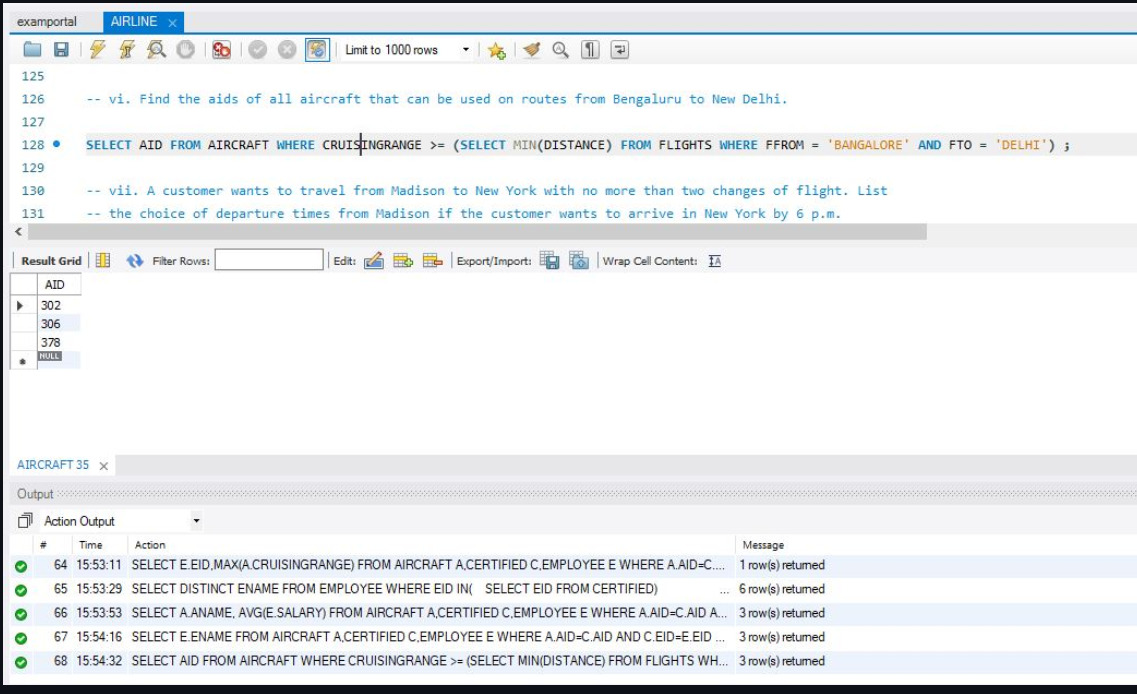 examportal AIRLINE ×
Limit to 1000 rows
125
126 -- vi. Find the aids of all aircraft that can be used on routes from Bengaluru to New Delhi.
127
128 SELECT AID FROM AIRCRAFT WHERE CRUISINGRANGE >= (SELECT MIN(DISTANCE) FROM FLIGHTS WHERE FFROM = 'BANGALORE' AND FTO = 'DELHI') ;
129
130 -- vii. A customer wants to travel from Madison to New York with no more than two changes of flight. List
131 -- the choice of departure times from Madison if the customer wants to arrive in New York by 6 p.m.
Result Grid Filter Rows: Edit: Export/Import: Wrap Cell Content: IA
AID
302
306
378
NULL
AIRCRAFT 35 ×
Output
Action Output
# Time Action Message
64 15:53:11 SELECT E.EID,MAX(A.CRUISINGRANGE) FROM AIRCRAFT A,CERTIFIED C,EMPLOYEE E WHERE A.AID=C.... 1 row(s) returned
65 15:53:29 SELECT DISTINCT ENAME FROM EMPLOYEE WHERE EID IN( SELECT EID FROM CERTIFIED) ... 6 row(s) returned
66 15:53:53 SELECT A.ANAME, AVG(E.SALARY) FROM AIRCRAFT A,CERTIFIED C,EMPLOYEE E WHERE A.AID=C.AID A... 3 row(s) returned
67 15:54:16 SELECT E.ENAME FROM AIRCRAFT A,CERTIFIED C,EMPLOYEE E WHERE A.AID=C.AID AND C.EID=E.EID ... 3 row(s) returned
68 15:54:32 SELECT AID FROM AIRCRAFT WHERE CRUISINGRANGE >= (SELECT MIN(DISTANCE) FROM FLIGHTS WH... 3 row(s) returned